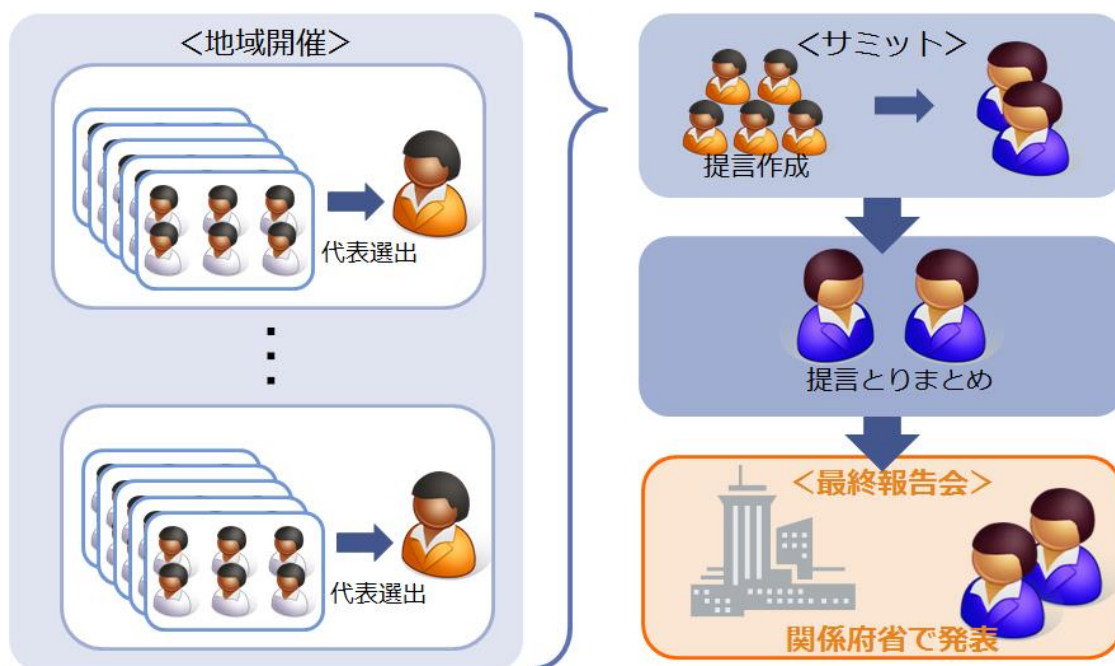 ＜地域開催＞
代表選出
代表選出
＜サミット＞
提言作成
提言とりまとめ
＜最終報告会＞
関係府省で発表